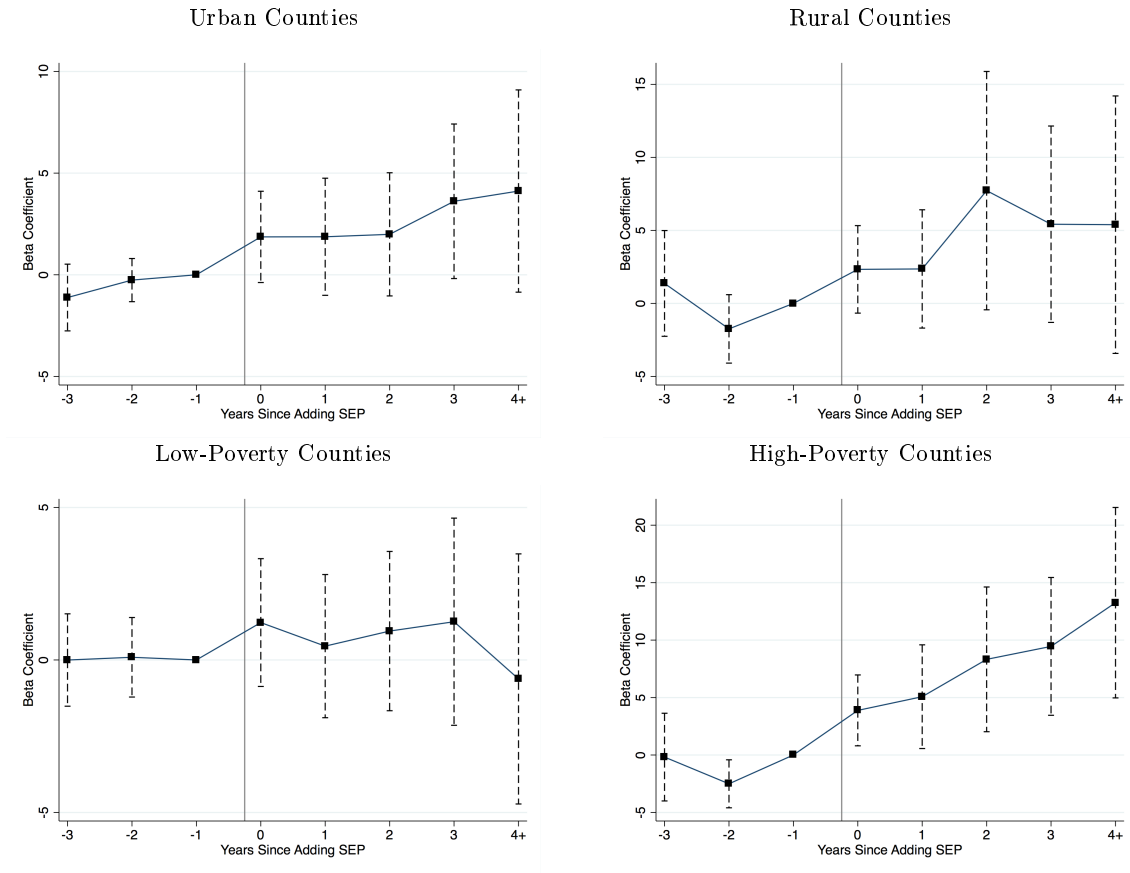 Urban Counties
Beta Coefficient
10
5
0
-5
-3 -2 -1 0 1 2 3 4+
Years Since Adding SEP
Rural Counties
Beta Coefficient
15
10
5
0
-5
-3 -2 -1 0 1 2 3 4+
Years Since Adding SEP
Low-Poverty Counties
Beta Coefficient
5
0
-5
-3 -2 -1 0 1 2 3 4+
Years Since Adding SEP
High-Poverty Counties
Beta Coefficient
20
15
10
5
0
-5
-3 -2 -1 0 1 2 3 4+
Years Since Adding SEP